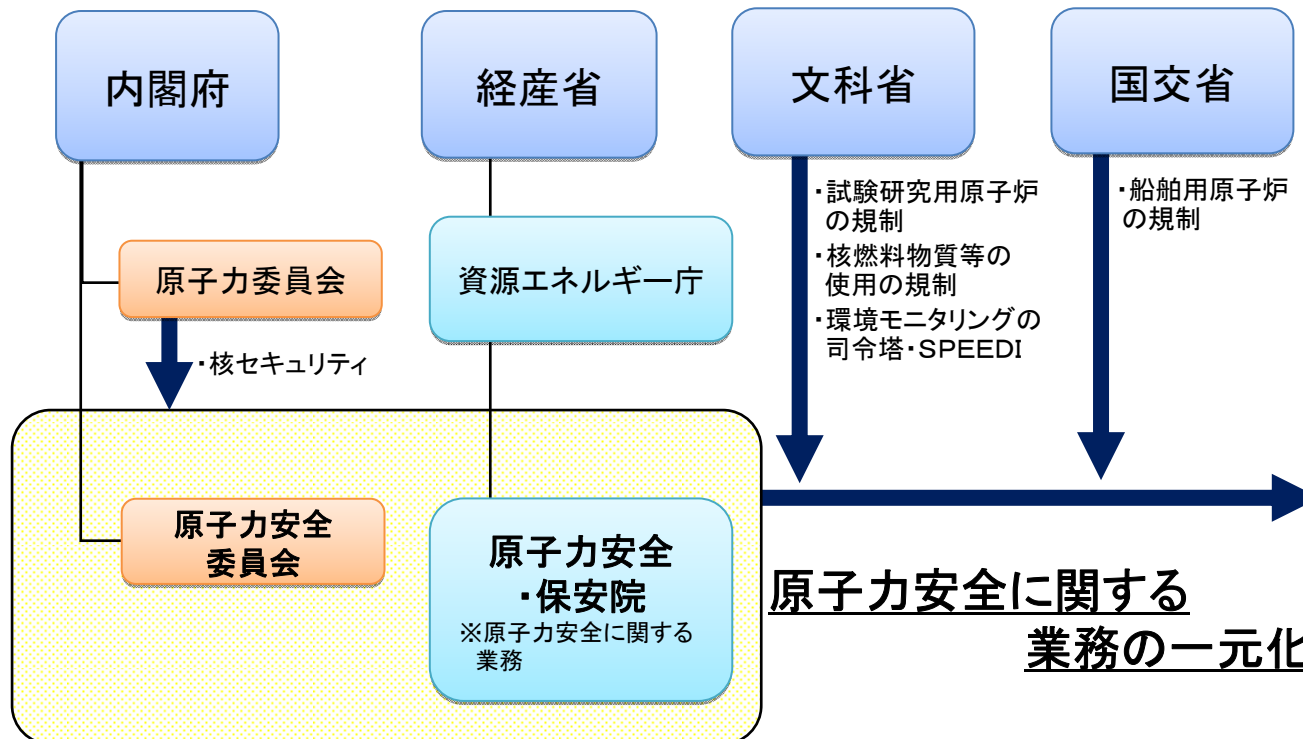 内閣府
経産省
文科省
国交省
・試験研究用原子炉
の規制
・核燃料物質等の
使用の規制
・環境モニタリングの
司令塔・SPEEDI
・船舶用原子炉
の規制
原子力委員会
資源エネルギー庁
・核セキュリティ
原子力安全
委員会
原子力安全
・保安院
※原子力安全に関する
業務
原子力安全に関する
業務の一元化